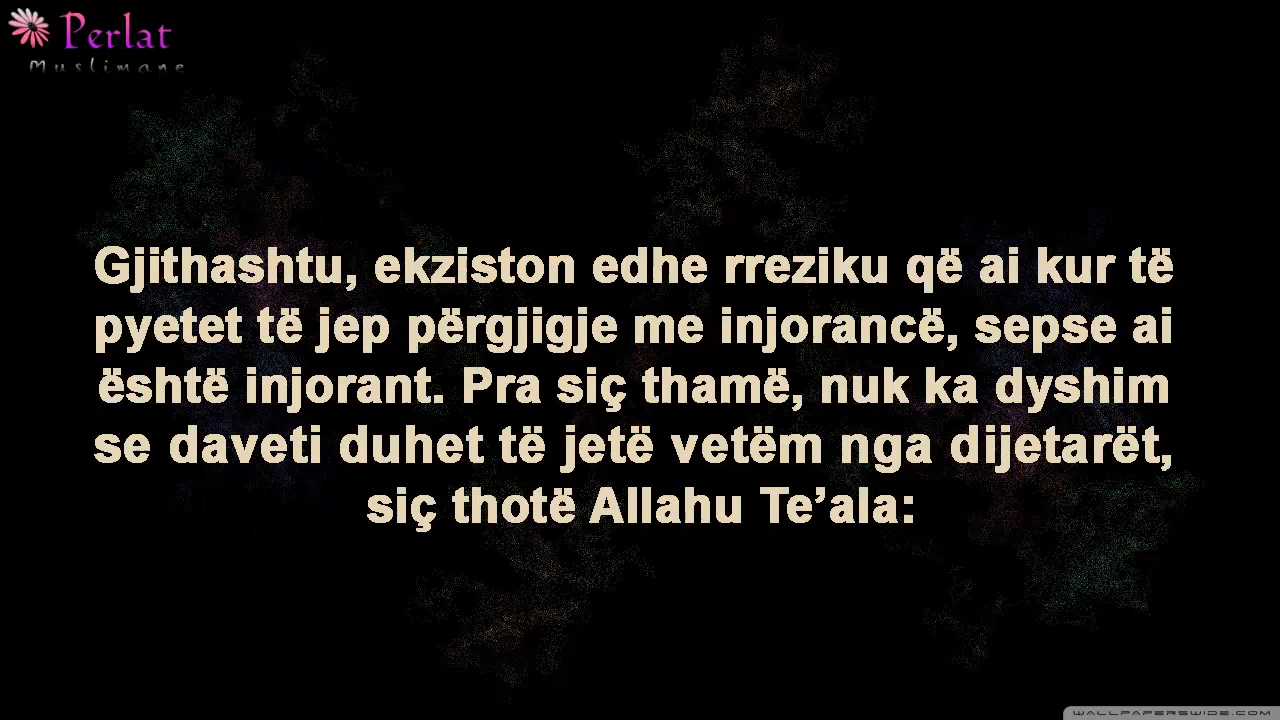 Perlat
Muslimane
Gjithashtu, ekziston edhe rreziku që ai kur të
pyetet të jep përgjigje me injorancë, sepse ai
është injorant. Pra siç thamë, nuk ka dyshim
se daveti duhet të jetë vetëm nga dijetarët,
siç thotë Allahu Te’ala:
WALLPAPERSWIDE.COM